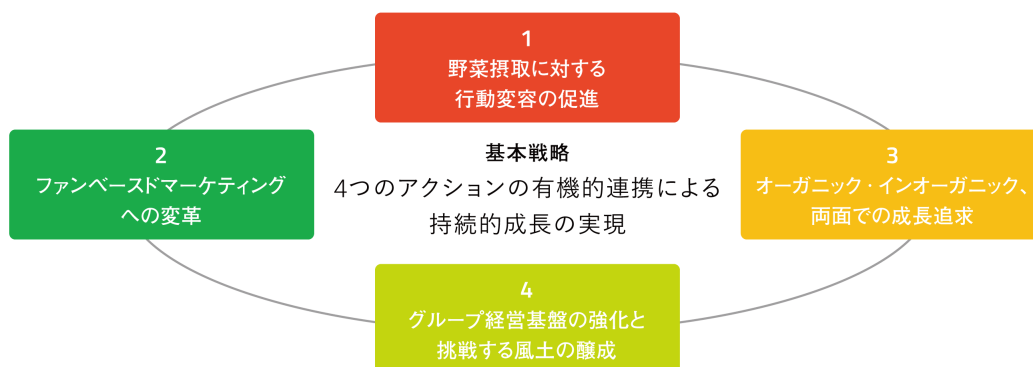 1
野菜摂取に対する
行動変容の促進
2
ファンベースドマーケティング
への変革
基本戦略
4つのアクションの有機的連携による
持続的成長の実現
3
オーガニック・インオーガニック、
両面での成長追求
4
グループ経営基盤の強化と
挑戦する風土の醸成